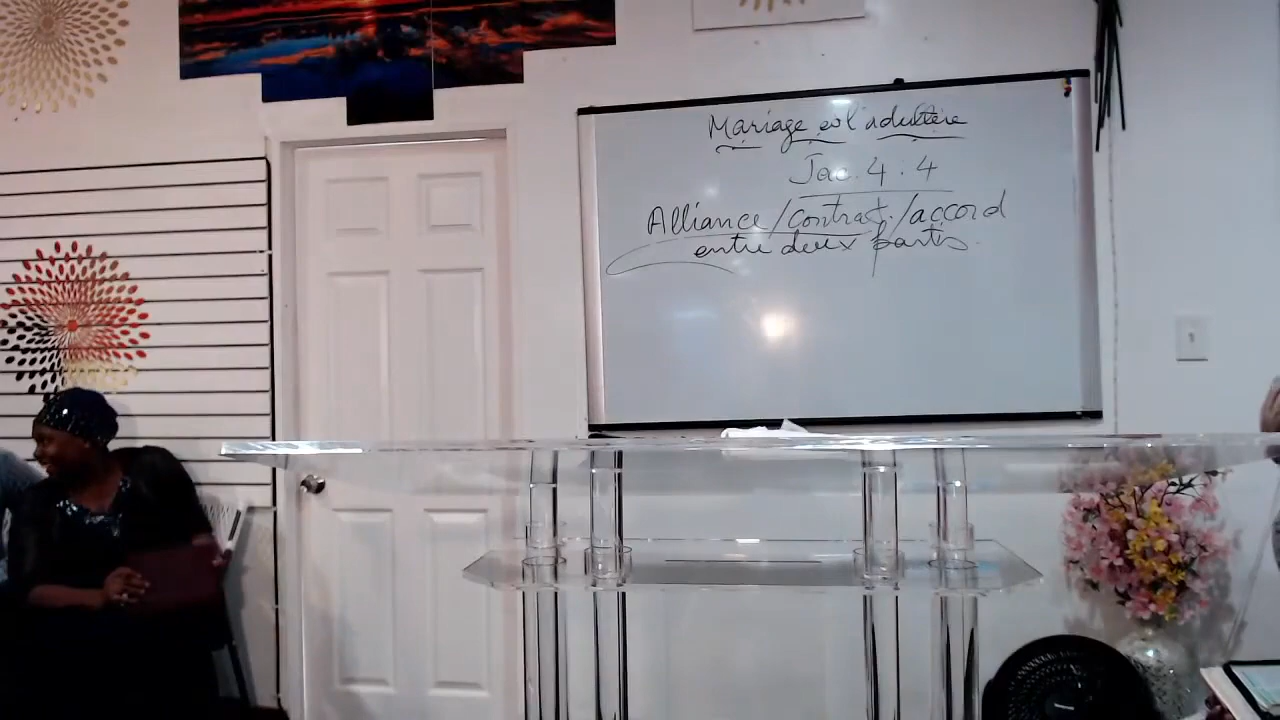 Mariage et l'adultère
Jac. 4 : 4
Alliance / contrat / accord
entre deux partis